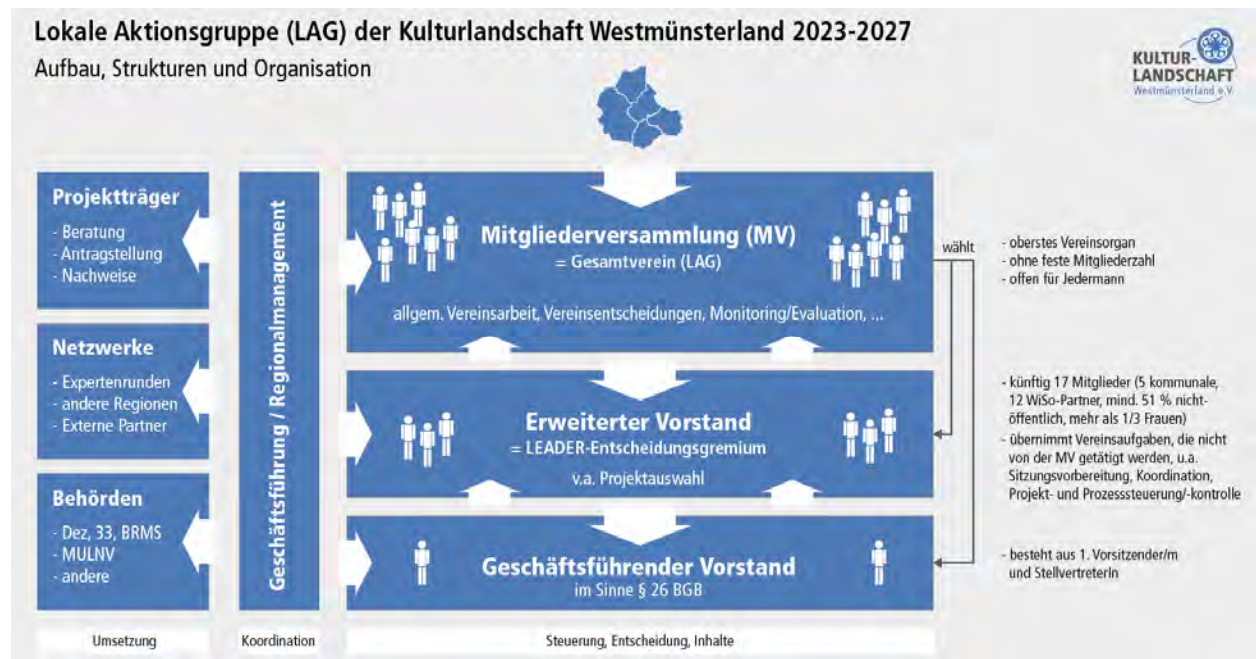 Lokale Aktionsgruppe (LAG) der Kulturlandschaft Westmünsterland 2023-2027
Aufbau, Strukturen und Organisation
KULTUR-
LANDSCHAFT
Westmünsterland e.V.
Projektträger
- Beratung
- Antragstellung
- Nachweise
Netzwerke
- Expertenrunden
- andere Regionen
- Externe Partner
Behörden
- Dez, 33, BRMS
- MULNV
- andere
Geschäftsführung / Regionalmanagement
Mitgliederversammlung (MV)
= Gesamtverein (LAG)
allgem. Vereinsarbeit, Vereinsentscheidungen, Monitoring/Evaluation, ...
Erweiterter Vorstand
= LEADER-Entscheidungsgremium
v.a. Projektauswahl
Geschäftsführender Vorstand
im Sinne § 26 BGB
wählt
- oberstes Vereinsorgan
- ohne feste Mitgliederzahl
- offen für Jedermann
- künftig 17 Mitglieder (5 kommunale,
12 WiSo-Partner, mind. 51 % nicht-
öffentlich, mehr als 1/3 Frauen)
- übernimmt Vereinsaufgaben, die nicht
von der MV getätigt werden, u.a.
Sitzungsvorbereitung, Koordination,
Projekt- und Prozesssteuerung/-kontrolle
- besteht aus 1. Vorsitzender/m
und StellvertreterIn
Umsetzung
Koordination
Steuerung, Entscheidung, Inhalte